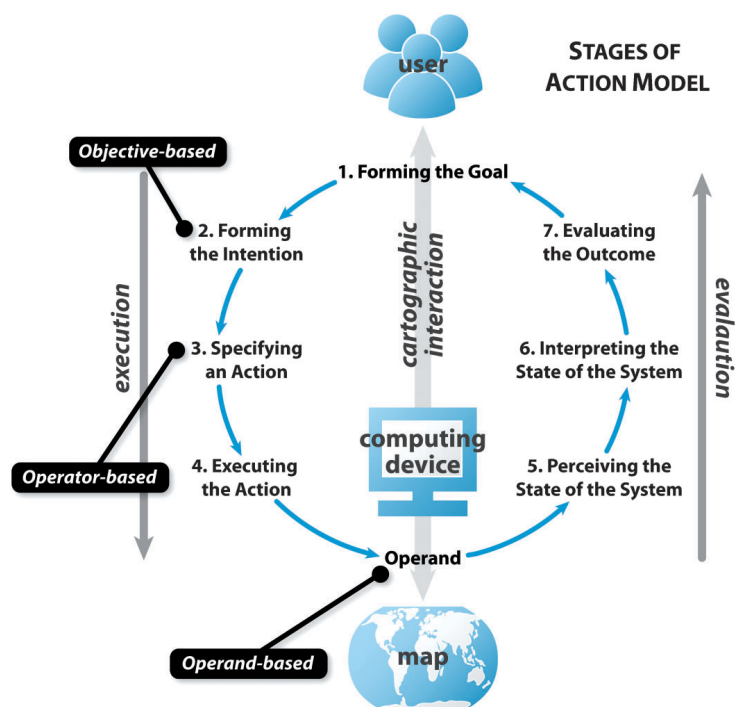 user
STAGES OF
ACTION MODEL
Objective-based
1. Forming the Goal
2. Forming
the Intention
7. Evaluating
the Outcome
execution
cartographic
interaction
evalaution
3. Specifying
an Action
6. Interpreting the
State of the System
computing
device
Operator-based
4. Executing
the Action
5. Perceiving the
State of the System
Operand
Operand-based
map